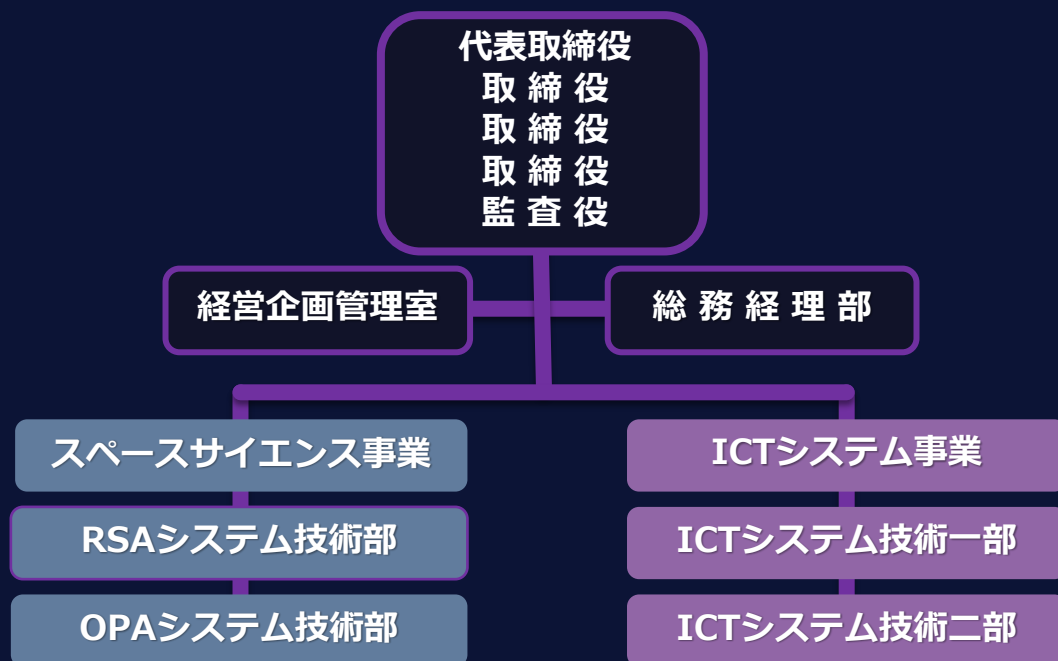 代表取締役
取 締 役
取 締 役
取 締 役
監 査 役
経営企画管理室
総 務 経 理 部
スペースサイエンス事業
ICTシステム事業
RSAシステム技術部
ICTシステム技術一部
OPAシステム技術部
ICTシステム技術二部